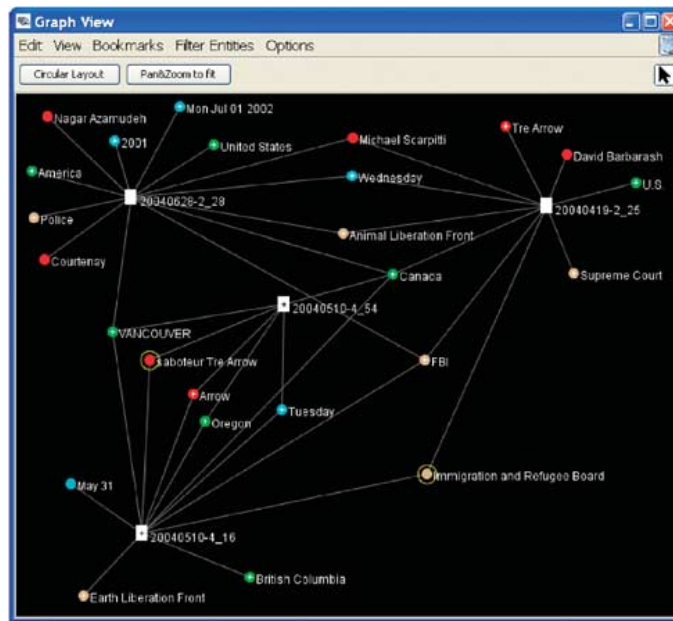 Graph View
Edit View Bookmarks Filter Entities Options
Circular Layout Pan&Zoom to fit
Mon Jul 01 2002
Nagar Azamudeh
Tre Arrow
2001
United States
Michael Scarpitti
David Barbarash
America
Wednesday
U.S.
20040628-2_28
20040419-2_25
Police
Animal Liberation Front
Courtenay
Canaca
Supreme Court
20040510-4_54
VANCOUVER
saboteur Tre Arrow
FBI
Arrow
Tuesday
Oregon
Immigration and Refugee Board
May 31
20040510-4_16
British Columbia
Earth Liberation Front